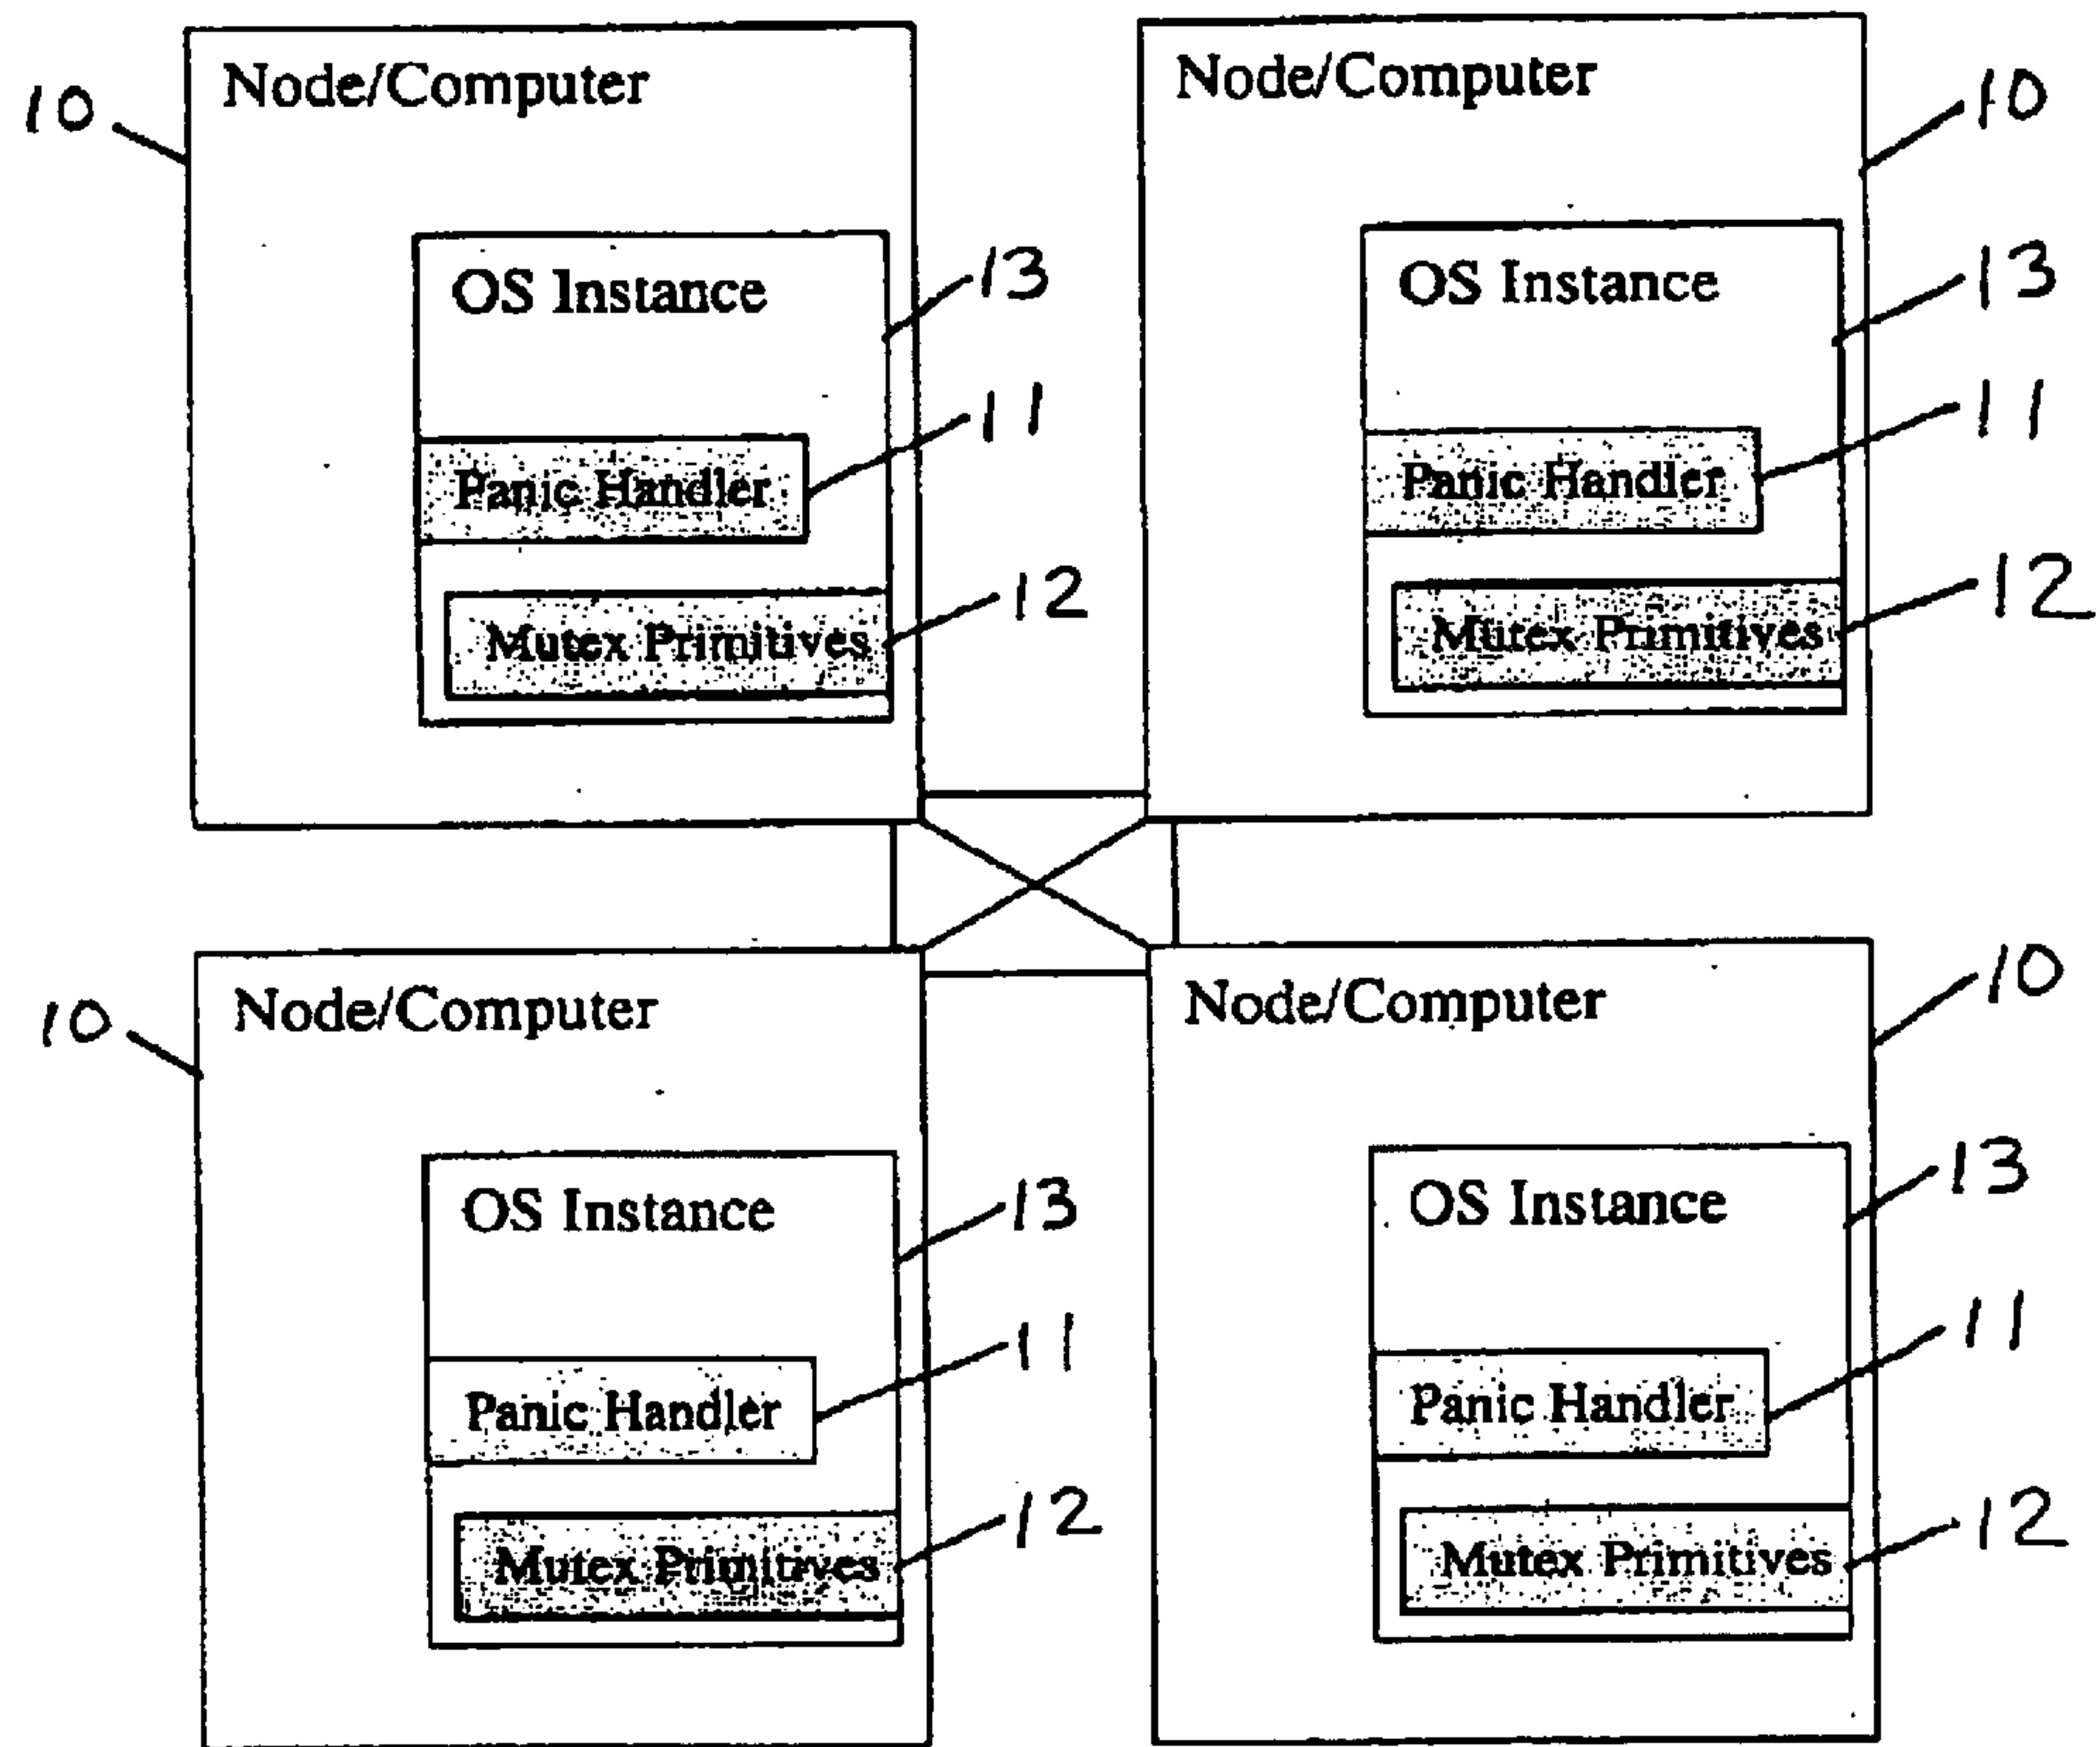 Node/Computer
10
OS Instance
13
Panic Handler
11
Mutex Primitives
12
Node/Computer
10
OS Instance
13
Panic Handler
11
Mutex Primitives
12
Node/Computer
10
OS Instance
13
Panic Handler
11
Mutex Primitives
12
Node/Computer
10
OS Instance
13
Panic Handler
11
Mutex Primitives
12